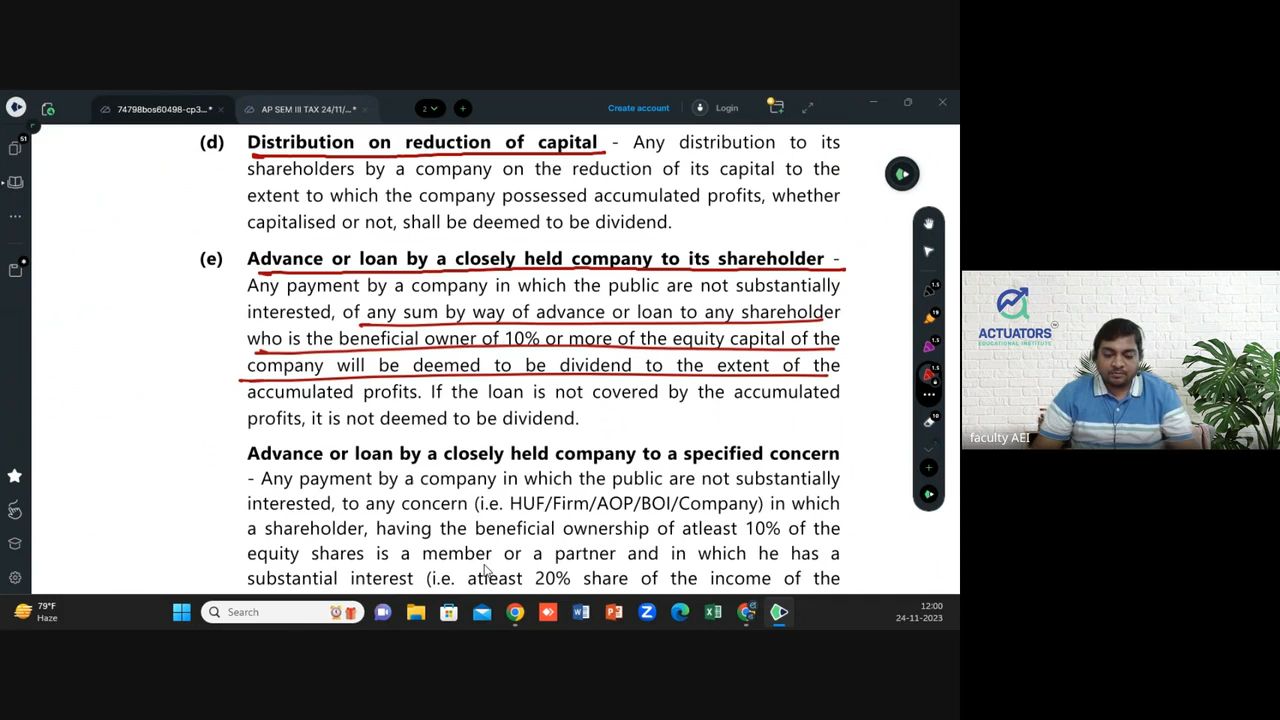 74798bos60498-cp3...*
AP SEM III TAX 24/11/...*
2
Create account
Login
51
(d) Distribution on reduction of capital - Any distribution to its
shareholders by a company on the reduction of its capital to the
extent to which the company possessed accumulated profits, whether
capitalised or not, shall be deemed to be dividend.
(e) Advance or loan by a closely held company to its shareholder -
Any payment by a company in which the public are not substantially
interested, of any sum by way of advance or loan to any shareholder
who is the beneficial owner of 10% or more of the equity capital of the
company will be deemed to be dividend to the extent of the
accumulated profits. If the loan is not covered by the accumulated
profits, it is not deemed to be dividend.
Advance or loan by a closely held company to a specified concern
- Any payment by a company in which the public are not substantially
interested, to any concern (i.e. HUF/Firm/AOP/BOI/Company) in which
a shareholder, having the beneficial ownership of atleast 10% of the
equity shares is a member or a partner and in which he has a
substantial interest (i.e. atleast 20% share of the income of the
1.5
19
1.5
1.5
10
ACTUATORS
EDUCATIONAL INSTITUTE
faculty AEI
79°F
Haze
Search
12:00
24-11-2023